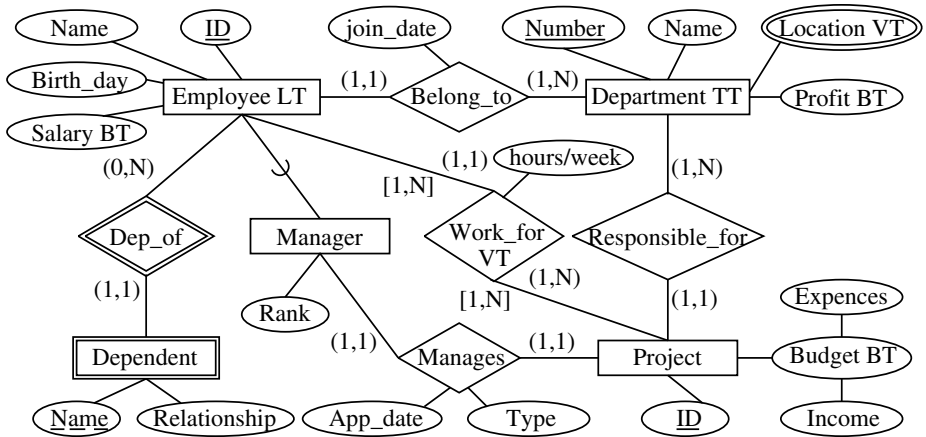 Name
ID
join_date
Number
Name
Location VT
Birth_day
(1,1)
(1,N)
Employee LT
Belong_to
Department TT
Profit BT
Salary BT
(0,N)
(1,1)
hours/week
[1,N]
(1,N)
Dep_of
Manager
Work_for
VT
Responsible_for
(1,1)
(1,N)
[1,N]
(1,1)
Rank
Expences
(1,1)
(1,1)
Dependent
Manages
Project
Budget BT
Name
Relationship
App_date
Type
ID
Income